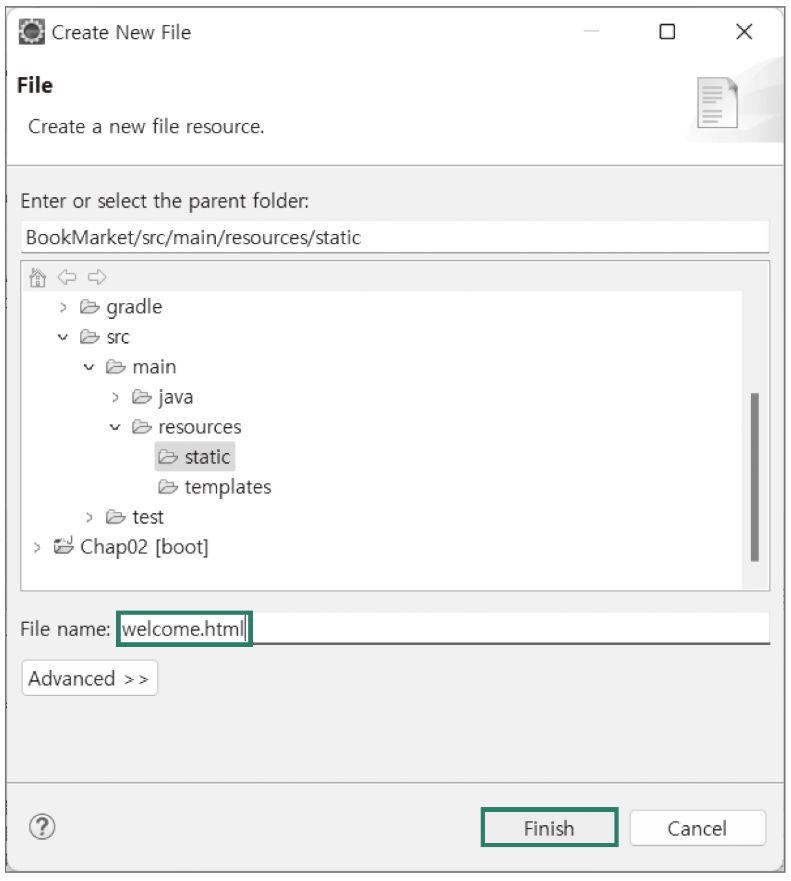 Create New File
File
Create a new file resource.
Enter or select the parent folder:
BookMarket/src/main/resources/static
gradle
src
main
java
resources
static
templates
test
Chap02 [boot]
File name: welcome.html
Advanced >>
Finish Cancel